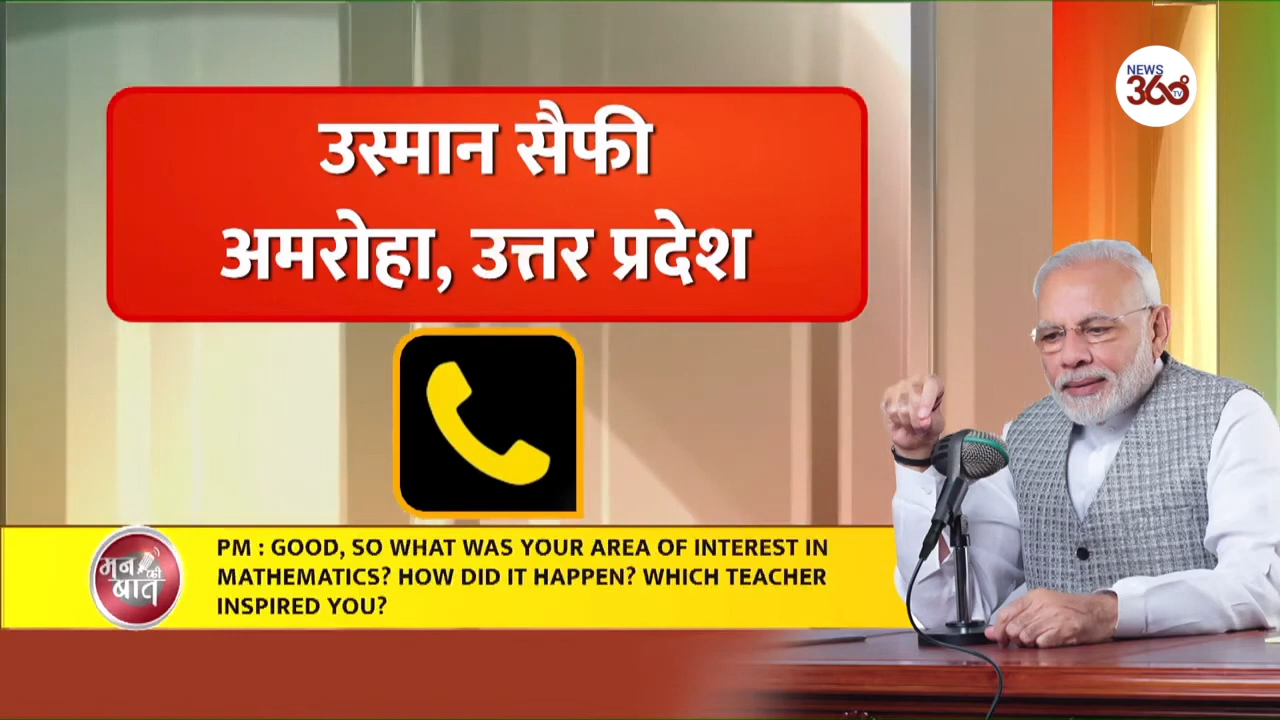 NEWS
360°
TV
उस्मान सैफी
अमरोहा, उत्तर प्रदेश
मन की बात
PM : GOOD, SO WHAT WAS YOUR AREA OF INTEREST IN
MATHEMATICS? HOW DID IT HAPPEN? WHICH TEACHER
INSPIRED YOU?